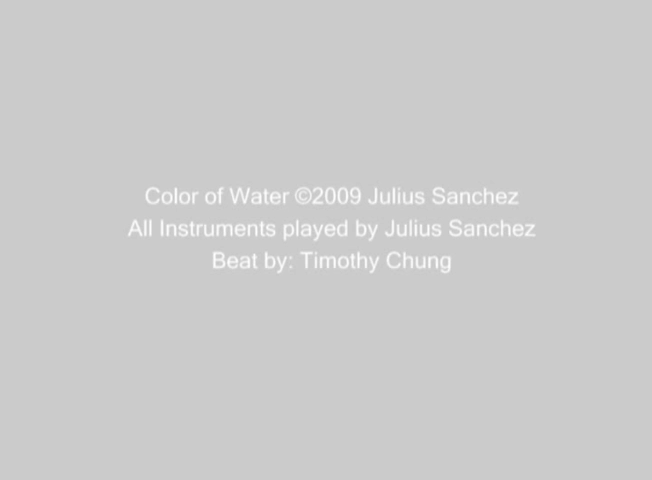 Color of Water ©2009 Julius Sanchez
All Instruments played by Julius Sanchez
Beat by: Timothy Chung